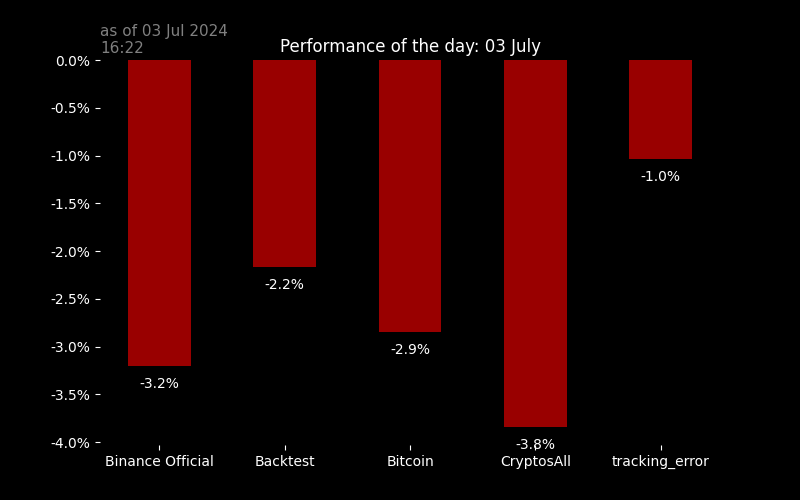 as of 03 Jul 2024
16:22
Performance of the day: 03 July
0.0%
-0.5%
-1.0%
-1.5%
-2.0%
-2.5%
-3.0%
-3.5%
-4.0%
-3.2%
-2.2%
-2.9%
-3.8%
-1.0%
Binance Official
Backtest
Bitcoin
CryptosAll
tracking_error